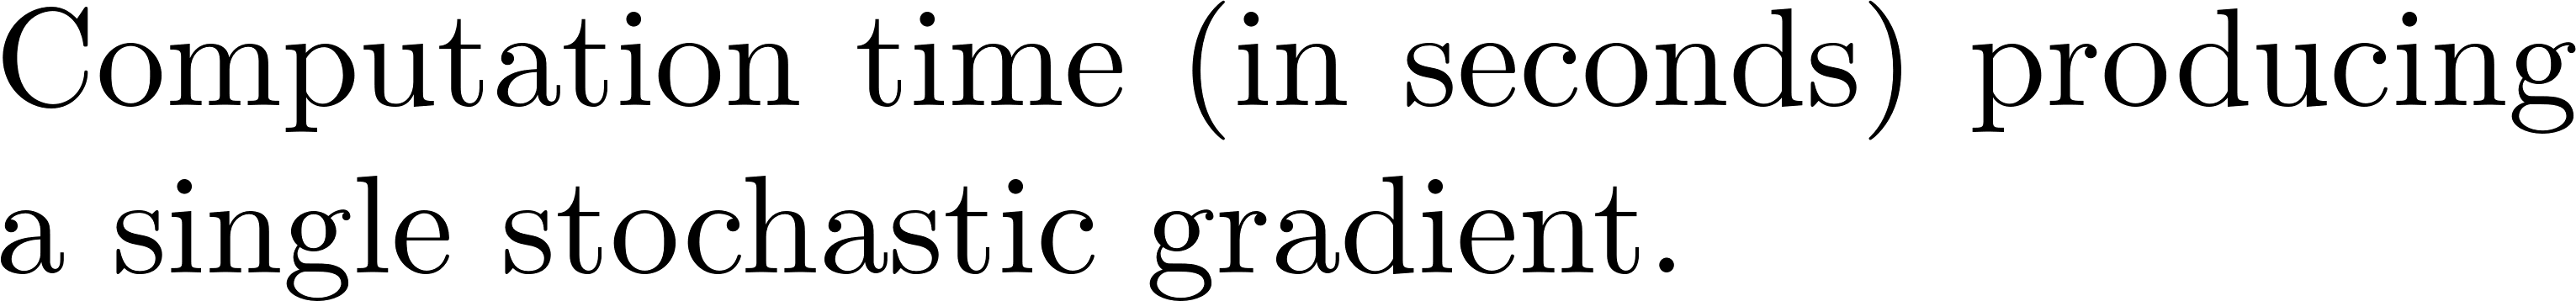 Computation time (in seconds) producing
a single stochastic gradient.